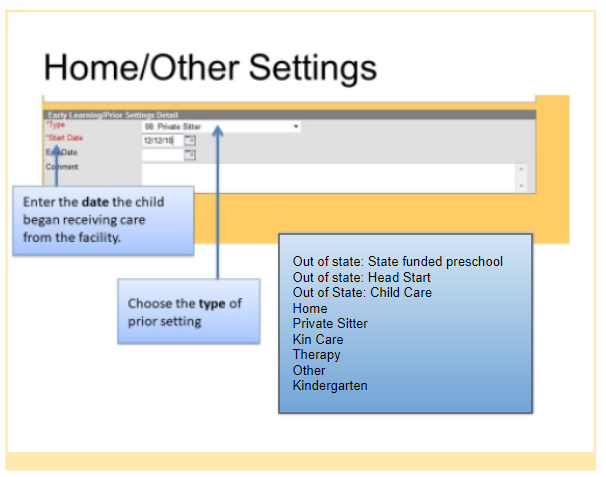 Home/Other Settings
Early Learning/Prior Settings Detail
*Type
08: Private Sitter
*Start Date
12/12/10
End Date
Comment
Enter the date the child
began receiving care
from the facility.
Choose the type of
prior setting
Out of state: State funded preschool
Out of state: Head Start
Out of State: Child Care
Home
Private Sitter
Kin Care
Therapy
Other
Kindergarten